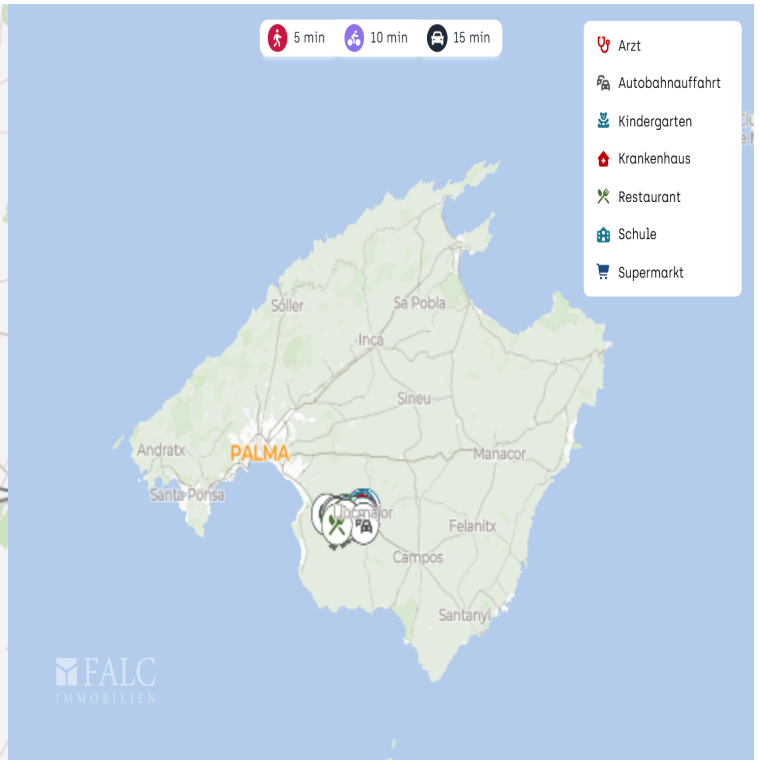 5 min
10 min
15 min
Arzt
Autobahnauffahrt
Kindergarten
Krankenhaus
Restaurant
Schule
Supermarkt
Sóller
Sa Pobla
Inca
Sineu
Andratx
PALMA
Manacor
Santa Ponsa
Llucmajor
Felanitx
Campos
Santanyí
FALC
IMMOBILIEN